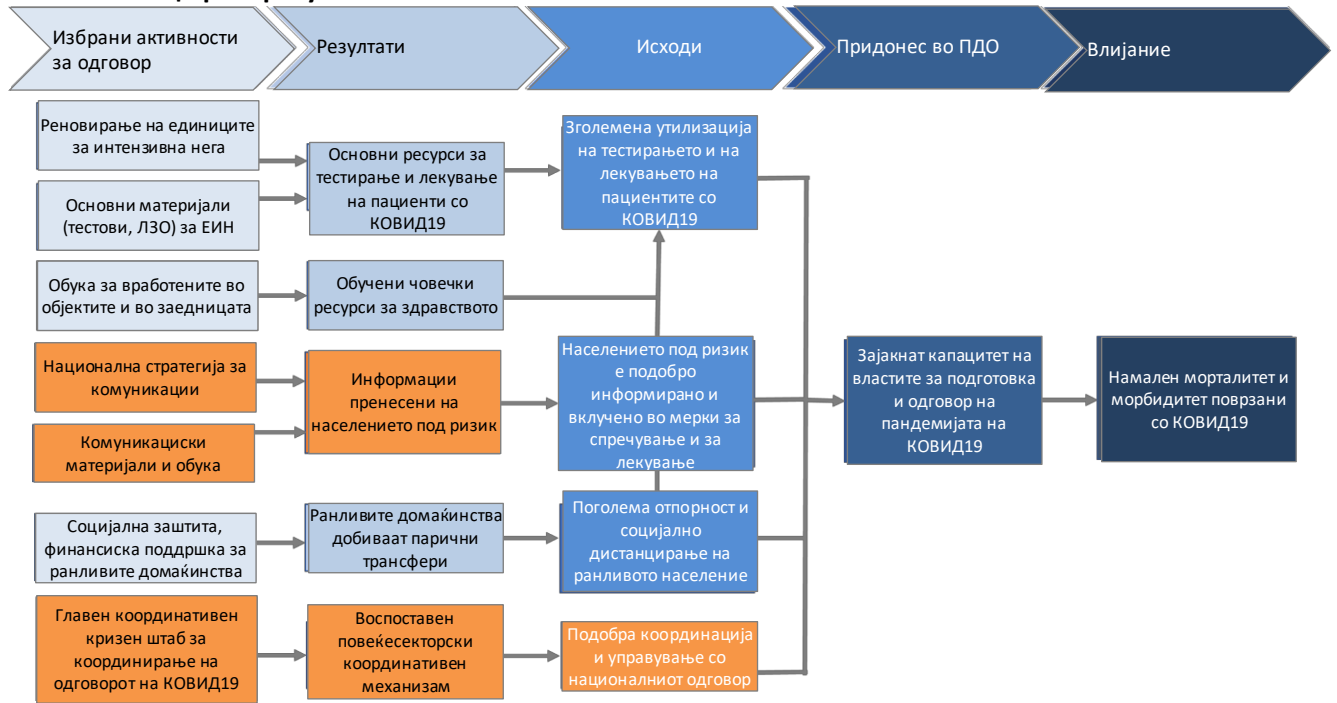 Избрани активности
за одговор
Резултати
Исходи
Придонес во ПДО
Влијание
Реновирање на единиците
за интензивна нега
Основни материјали
(тестови, ЛЗО) за ЕИН
Основни ресурси за
тестирање и лекување
на пациенти со
КОВИД19
Зголемена утилизација
на тестирањето и на
лекувањето на
пациентите со
КОВИД19
Обука за вработените во
објектите и во заедницата
Обучени човечки
ресурси за здравството
Национална стратегија за
комуникации
Комуникациски
материјали и обука
Информации
пренесени на
населението под ризик
Населението под ризик
е подобро
информирано и
вклучено во мерки за
спречување и за
лекување
Зајакнат капацитет на
властите за подготовка
и одговор на
пандемијата на
КОВИД19
Намален морталитет и
морбидитет поврзани
со КОВИД19
Социјална заштита,
финансиска поддршка за
ранливите домаќинства
Ранливите домаќинства
добиваат парични
трансфери
Поголема отпорност и
социјално
дистанцирање на
ранливото население
Главен координативен
кризен штаб за
координирање на
одговорот на КОВИД19
Воспоставен
повеќесекторски
координативен
механизам
Подобра координација
и управување со
националниот одговор